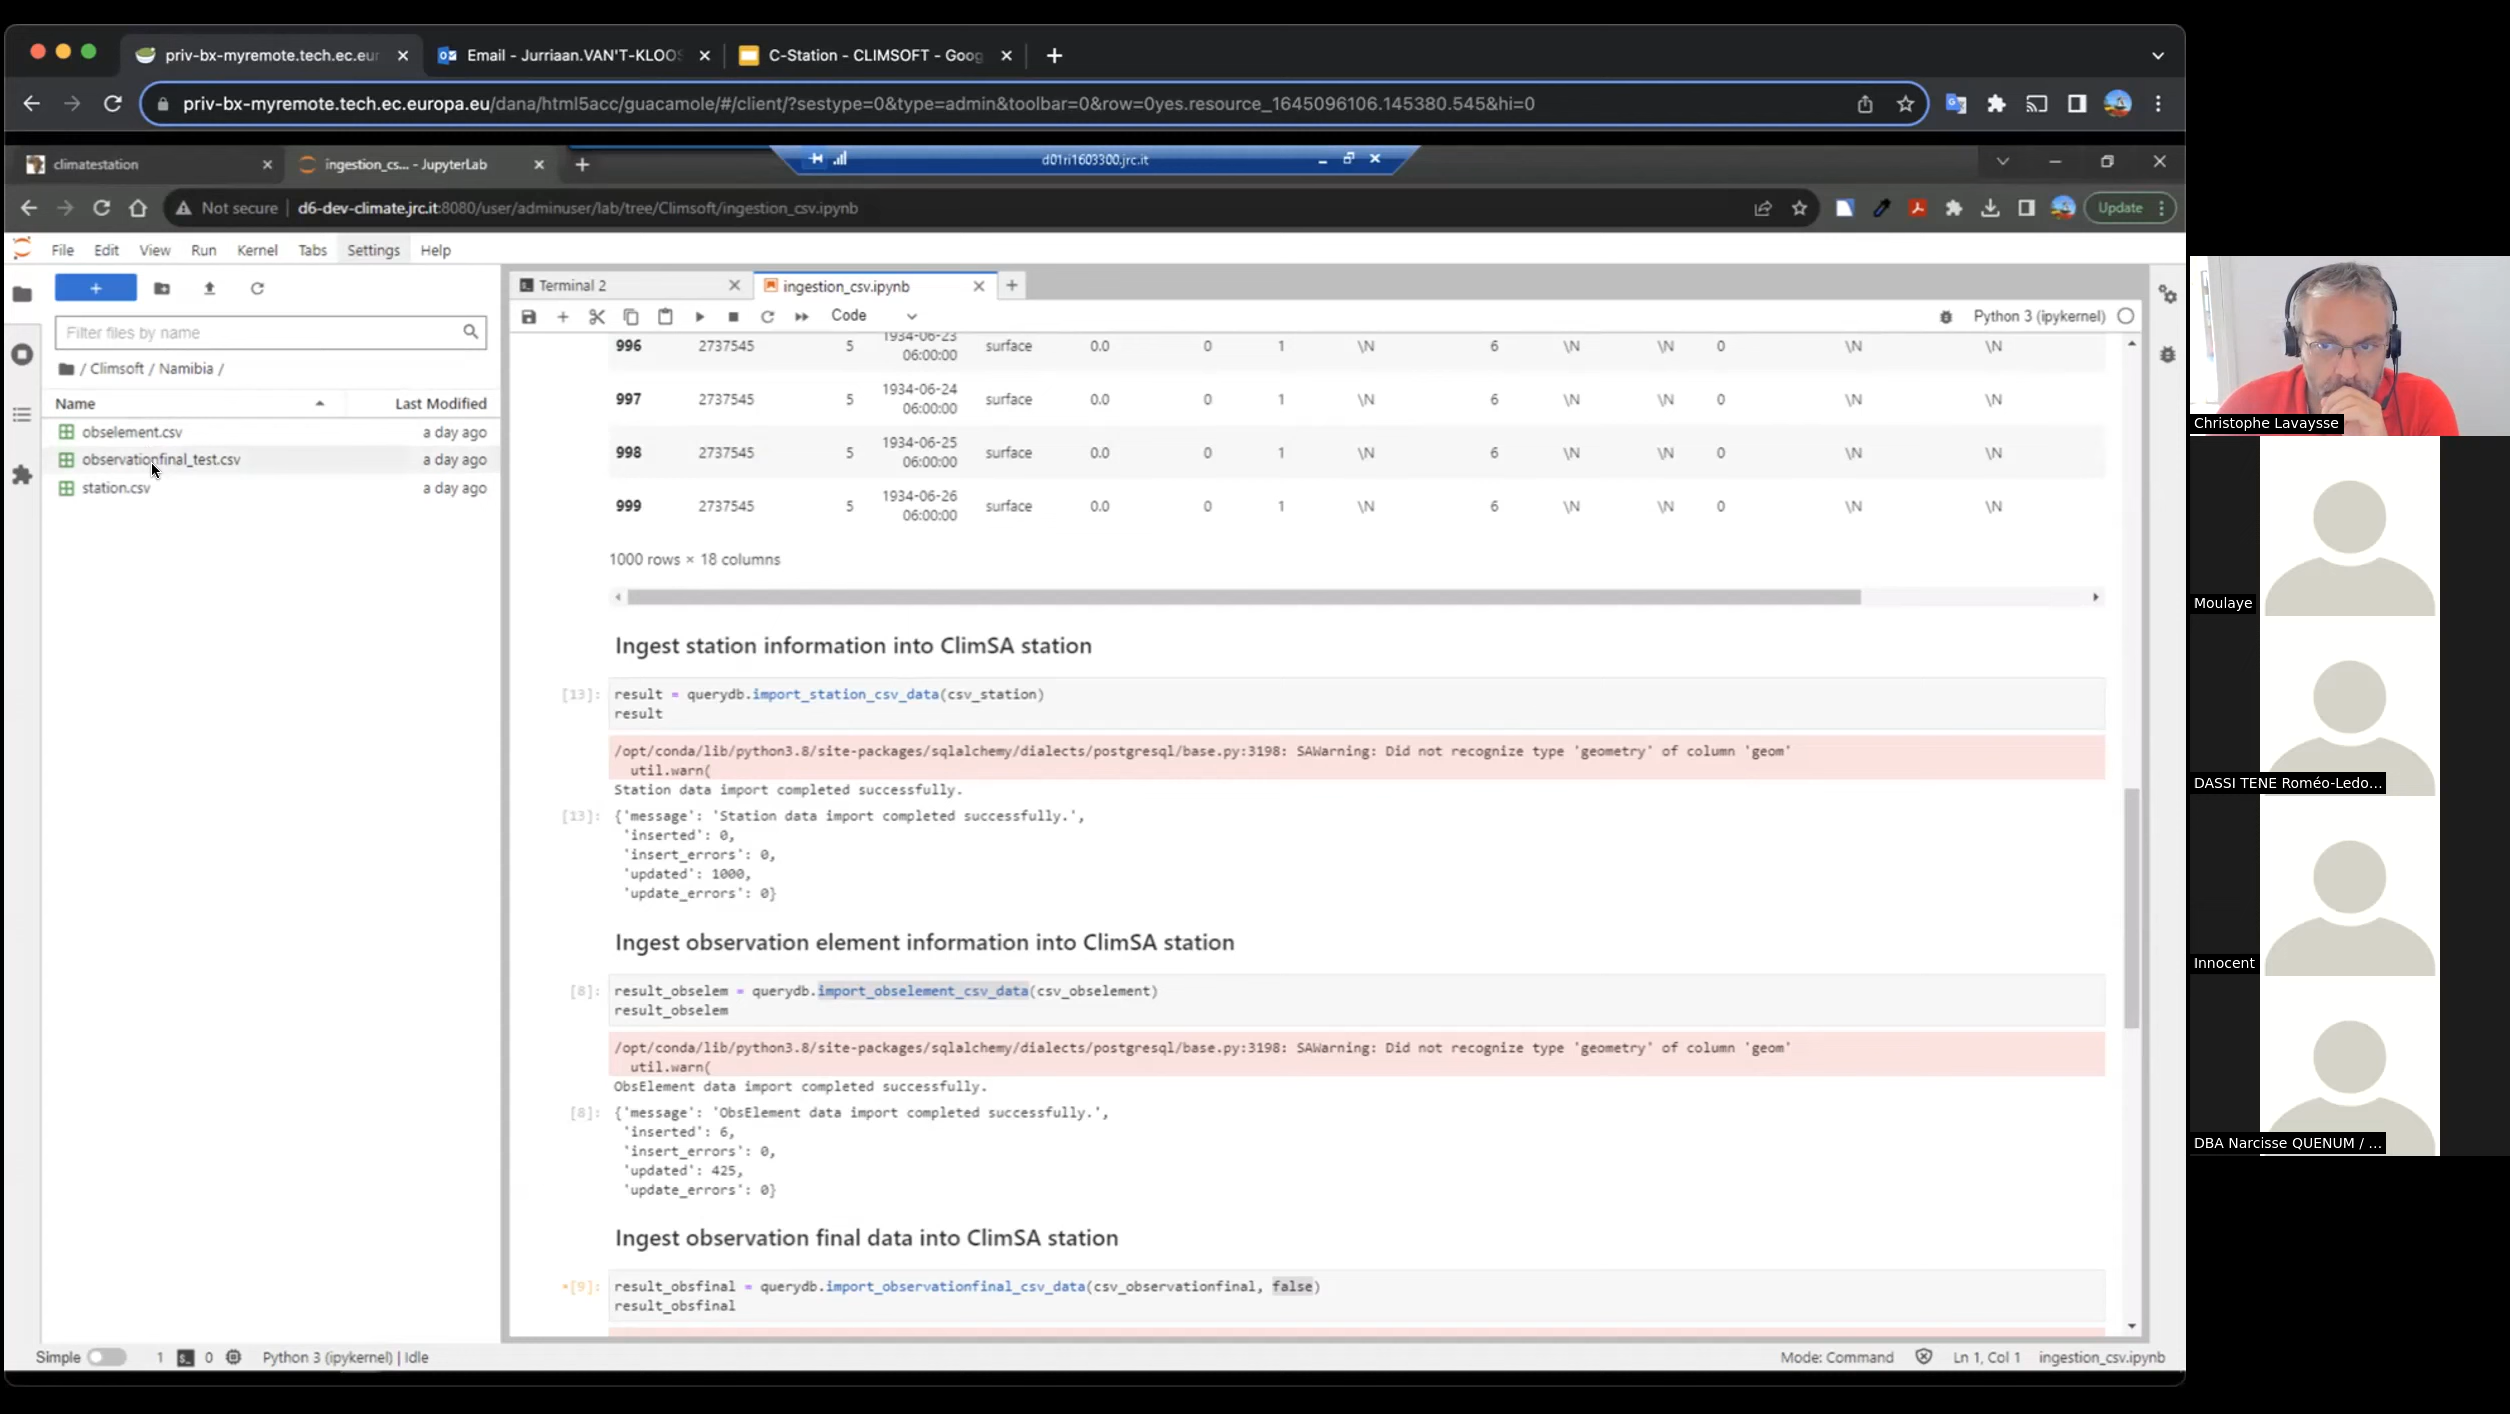 priv-bx-myremote.tech.ec.eur
Email - Jurriaan.VAN'T-KLOOS
C-Station - CLIMSOFT - Goog
priv-bx-myremote.tech.ec.europa.eu/dana/html5acc/guacamole/#/client/?sestype=0&type=admin&toolbar=0&row=0yes.resource_1645096106.145380.545&hi=0
climatestation
ingestion_cs... - JupyterLab
d01ri1603300.jrc.it
Not secure | d6-dev-climate.jrc.it:8080/user/adminuser/lab/tree/Climsoft/ingestion_csv.ipynb
Update
File Edit View Run Kernel Tabs Settings Help
Terminal 2
ingestion_csv.ipynb
Filter files by name
Code
Python 3 (ipykernel)
/ Climsoft / Namibia /
Name Last Modified
obselement.csv a day ago
observationfinal_test.csv a day ago
station.csv a day ago
996 2737545 5 1934-06-23 06:00:00 surface 0.0 0 1 \N 6 \N \N 0 \N \N
997 2737545 5 1934-06-24 06:00:00 surface 0.0 0 1 \N 6 \N \N 0 \N \N
998 2737545 5 1934-06-25 06:00:00 surface 0.0 0 1 \N 6 \N \N 0 \N \N
999 2737545 5 1934-06-26 06:00:00 surface 0.0 0 1 \N 6 \N \N 0 \N \N
1000 rows × 18 columns
Ingest station information into ClimSA station
[13]: result = querydb.import_station_csv_data(csv_station)
result
/opt/conda/lib/python3.8/site-packages/sqlalchemy/dialects/postgresql/base.py:3198: SAWarning: Did not recognize type 'geometry' of column 'geom'
util.warn(
Station data import completed successfully.
[13]: {'message': 'Station data import completed successfully.',
'inserted': 0,
'insert_errors': 0,
'updated': 1000,
'update_errors': 0}
Ingest observation element information into ClimSA station
[8]: result_obselem = querydb.import_obselement_csv_data(csv_obselement)
result_obselem
/opt/conda/lib/python3.8/site-packages/sqlalchemy/dialects/postgresql/base.py:3198: SAWarning: Did not recognize type 'geometry' of column 'geom'
util.warn(
ObsElement data import completed successfully.
[8]: {'message': 'ObsElement data import completed successfully.',
'inserted': 6,
'insert_errors': 0,
'updated': 425,
'update_errors': 0}
Ingest observation final data into ClimSA station
•[9]: result_obsfinal = querydb.import_observationfinal_csv_data(csv_observationfinal, false)
result_obsfinal
Simple 1 0 Python 3 (ipykernel) | Idle
Mode: Command Ln 1, Col 1 ingestion_csv.ipynb
Christophe Lavaysse
Moulaye
DASSI TENE Roméo-Ledo...
Innocent
DBA Narcisse QUENUM / ...